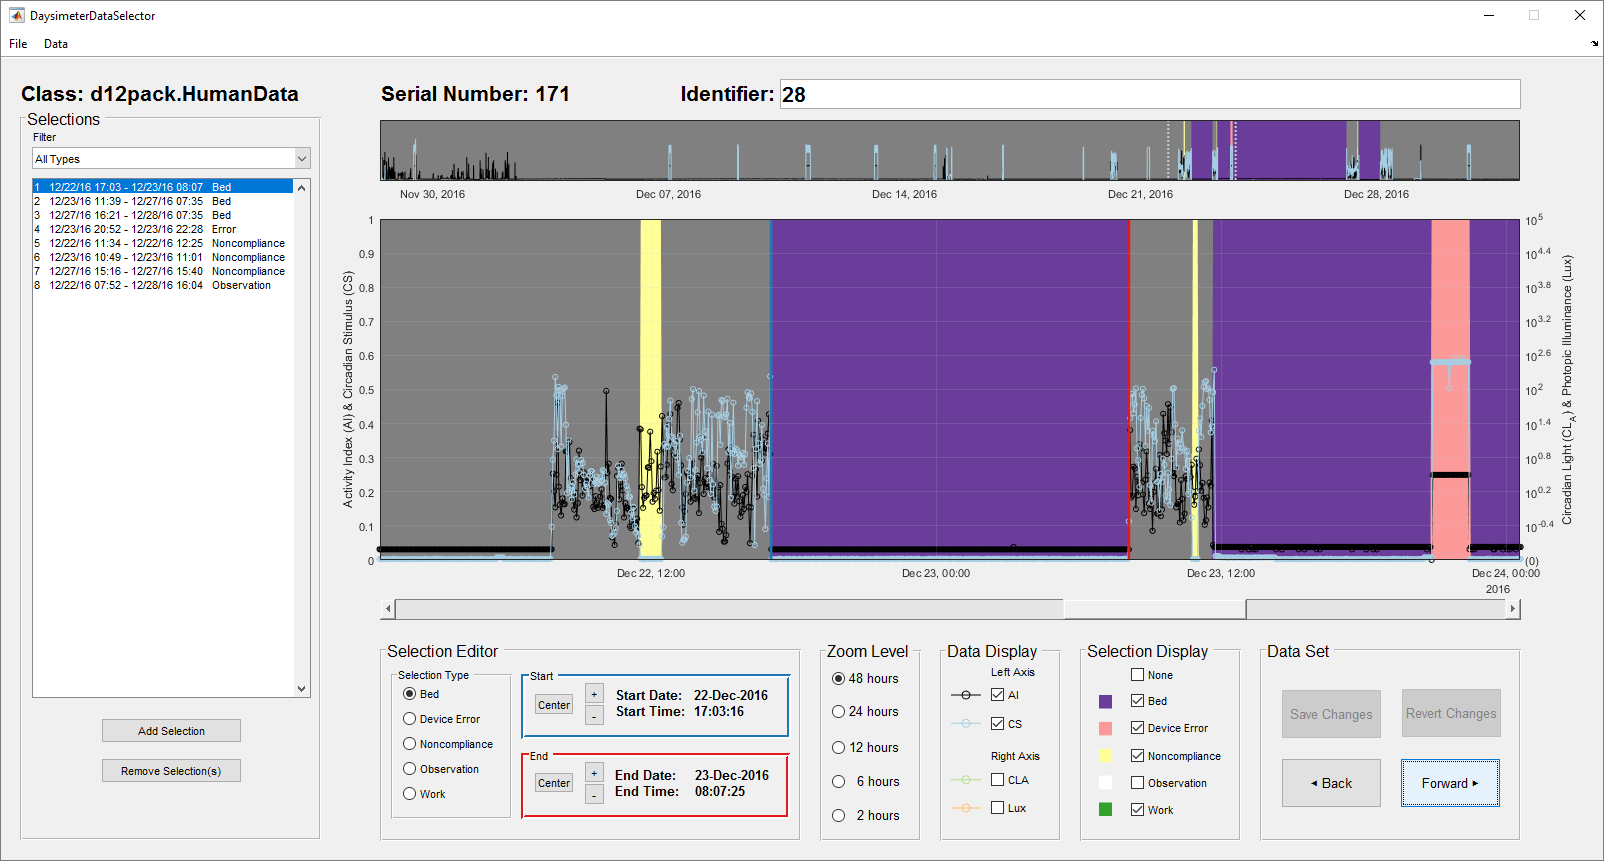 DaysimeterDataSelector
File Data
Class: d12pack.HumanData
Serial Number: 171
Identifier: 28
Selections
Filter
All Types
1 12/22/16 17:03 - 12/23/16 08:07 Bed
2 12/23/16 11:39 - 12/27/16 07:35 Bed
3 12/27/16 16:21 - 12/28/16 07:35 Bed
4 12/23/16 20:52 - 12/23/16 22:28 Error
5 12/22/16 11:34 - 12/22/16 12:25 Noncompliance
6 12/23/16 10:49 - 12/23/16 11:01 Noncompliance
7 12/27/16 15:16 - 12/27/16 15:40 Noncompliance
8 12/22/16 07:52 - 12/28/16 16:04 Observation
Add Selection
Remove Selection(s)
Nov 30, 2016 Dec 07, 2016 Dec 14, 2016 Dec 21, 2016 Dec 28, 2016
Activity Index (AI) & Circadian Stimulus (CS)
1
0.9
0.8
0.7
0.6
0.5
0.4
0.3
0.2
0.1
0
10^5
10^4.4
10^3.8
10^3.2
10^2.6
10^2
10^1.4
10^0.8
10^0.2
10^-0.4
(0)
Circadian Light (CL_A) & Photopic Illuminance (Lux)
Dec 22, 12:00 Dec 23, 00:00 Dec 23, 12:00 Dec 24, 00:00
2016
Selection Editor
Selection Type
Bed
Device Error
Noncompliance
Observation
Work
Start
Center
+
-
Start Date: 22-Dec-2016
Start Time: 17:03:16
End
Center
+
-
End Date: 23-Dec-2016
End Time: 08:07:25
Zoom Level
48 hours
24 hours
12 hours
6 hours
2 hours
Data Display
Left Axis
AI
CS
Right Axis
CLA
Lux
Selection Display
None
Bed
Device Error
Noncompliance
Observation
Work
Data Set
Save Changes
Revert Changes
Back
Forward